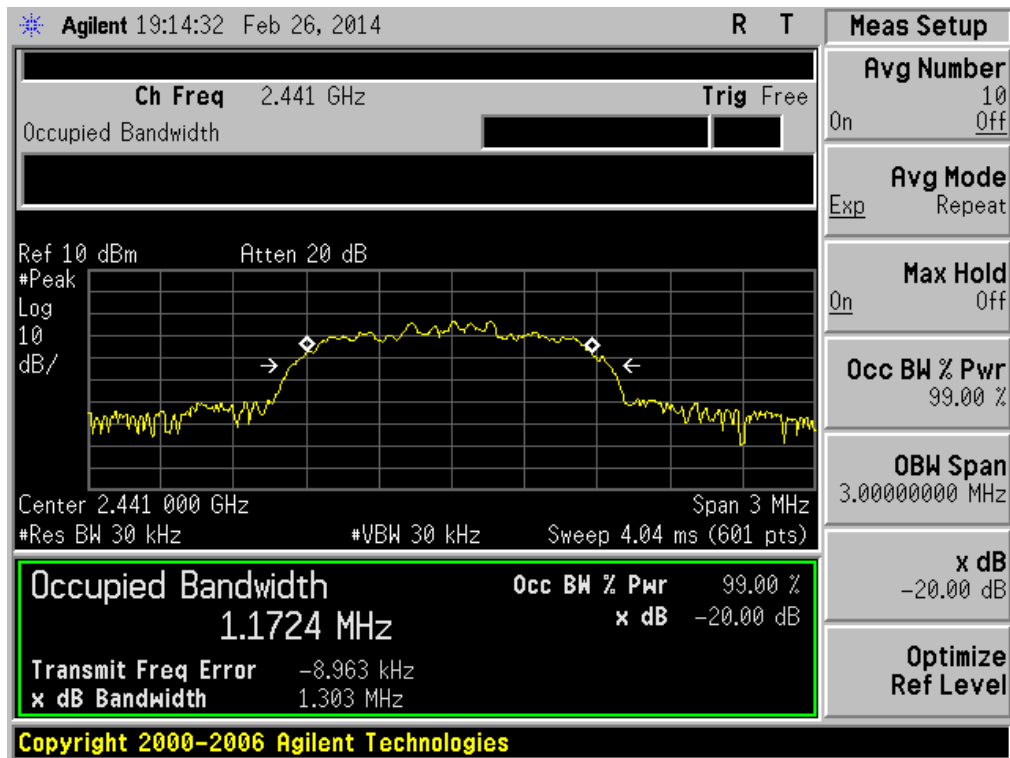 Agilent 19:14:32 Feb 26, 2014 R T
Ch Freq 2.441 GHz Trig Free
Occupied Bandwidth
Ref 10 dBm Atten 20 dB
#Peak
Log
10
dB/
Center 2.441 000 GHz Span 3 MHz
#Res BW 30 kHz #VBW 30 kHz Sweep 4.04 ms (601 pts)
Occupied Bandwidth Occ BW % Pwr 99.00 %
1.1724 MHz x dB -20.00 dB
Transmit Freq Error -8.963 kHz
x dB Bandwidth 1.303 MHz
Copyright 2000-2006 Agilent Technologies
Meas Setup
Avg Number
10
On Off
Avg Mode
Exp Repeat
Max Hold
On Off
Occ BW % Pwr
99.00 %
OBW Span
3.00000000 MHz
x dB
-20.00 dB
Optimize
Ref Level